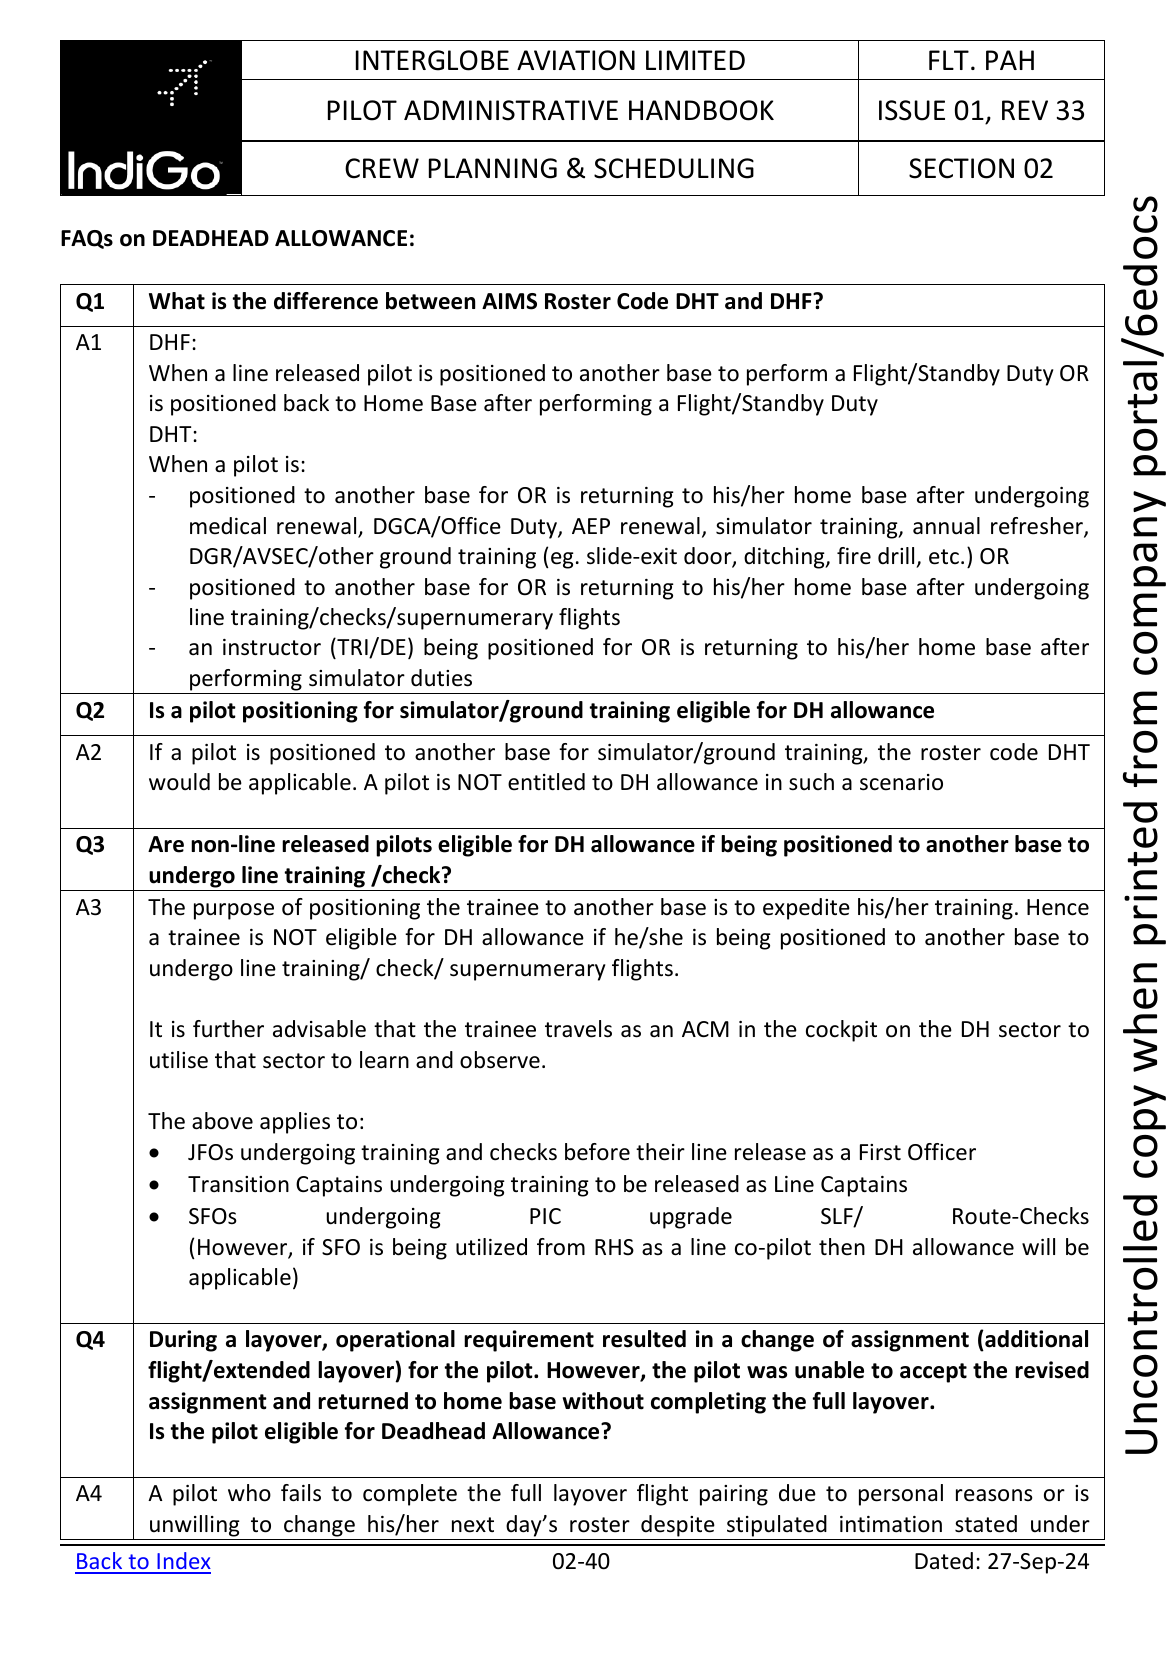 IndiGo
INTERGLOBE AVIATION LIMITED
FLT. PAH
PILOT ADMINISTRATIVE HANDBOOK
ISSUE 01, REV 33
CREW PLANNING & SCHEDULING
SECTION 02
FAQs on DEADHEAD ALLOWANCE:
Q1 What is the difference between AIMS Roster Code DHT and DHF?
A1 DHF:
When a line released pilot is positioned to another base to perform a Flight/Standby Duty OR
is positioned back to Home Base after performing a Flight/Standby Duty
DHT:
When a pilot is:
- positioned to another base for OR is returning to his/her home base after undergoing
medical renewal, DGCA/Office Duty, AEP renewal, simulator training, annual refresher,
DGR/AVSEC/other ground training (eg. slide-exit door, ditching, fire drill, etc.) OR
- positioned to another base for OR is returning to his/her home base after undergoing
line training/checks/supernumerary flights
- an instructor (TRI/DE) being positioned for OR is returning to his/her home base after
performing simulator duties
Q2 Is a pilot positioning for simulator/ground training eligible for DH allowance
A2 If a pilot is positioned to another base for simulator/ground training, the roster code DHT
would be applicable. A pilot is NOT entitled to DH allowance in such a scenario
Q3 Are non-line released pilots eligible for DH allowance if being positioned to another base to
undergo line training /check?
A3 The purpose of positioning the trainee to another base is to expedite his/her training. Hence
a trainee is NOT eligible for DH allowance if he/she is being positioned to another base to
undergo line training/ check/ supernumerary flights.
It is further advisable that the trainee travels as an ACM in the cockpit on the DH sector to
utilise that sector to learn and observe.
The above applies to:
• JFOs undergoing training and checks before their line release as a First Officer
• Transition Captains undergoing training to be released as Line Captains
• SFOs undergoing PIC upgrade SLF/ Route-Checks
(However, if SFO is being utilized from RHS as a line co-pilot then DH allowance will be
applicable)
Q4 During a layover, operational requirement resulted in a change of assignment (additional
flight/extended layover) for the pilot. However, the pilot was unable to accept the revised
assignment and returned to home base without completing the full layover.
Is the pilot eligible for Deadhead Allowance?
A4 A pilot who fails to complete the full layover flight pairing due to personal reasons or is
unwilling to change his/her next day's roster despite stipulated intimation stated under
Back to Index
02-40
Dated: 27-Sep-24
Uncontrolled copy when printed from company portal/6edocs